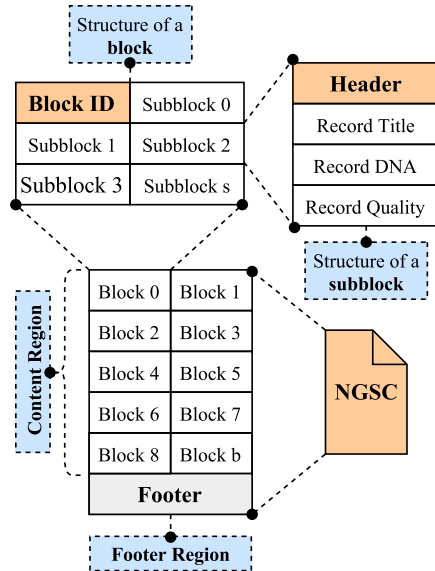 Structure of a
block
Block ID
Subblock 0
Subblock 1
Subblock 2
Subblock 3
Subblock s
Header
Record Title
Record DNA
Record Quality
Structure of a
subblock
Content Region
Block 0
Block 1
Block 2
Block 3
Block 4
Block 5
Block 6
Block 7
Block 8
Block b
Footer
Footer Region
NGSC